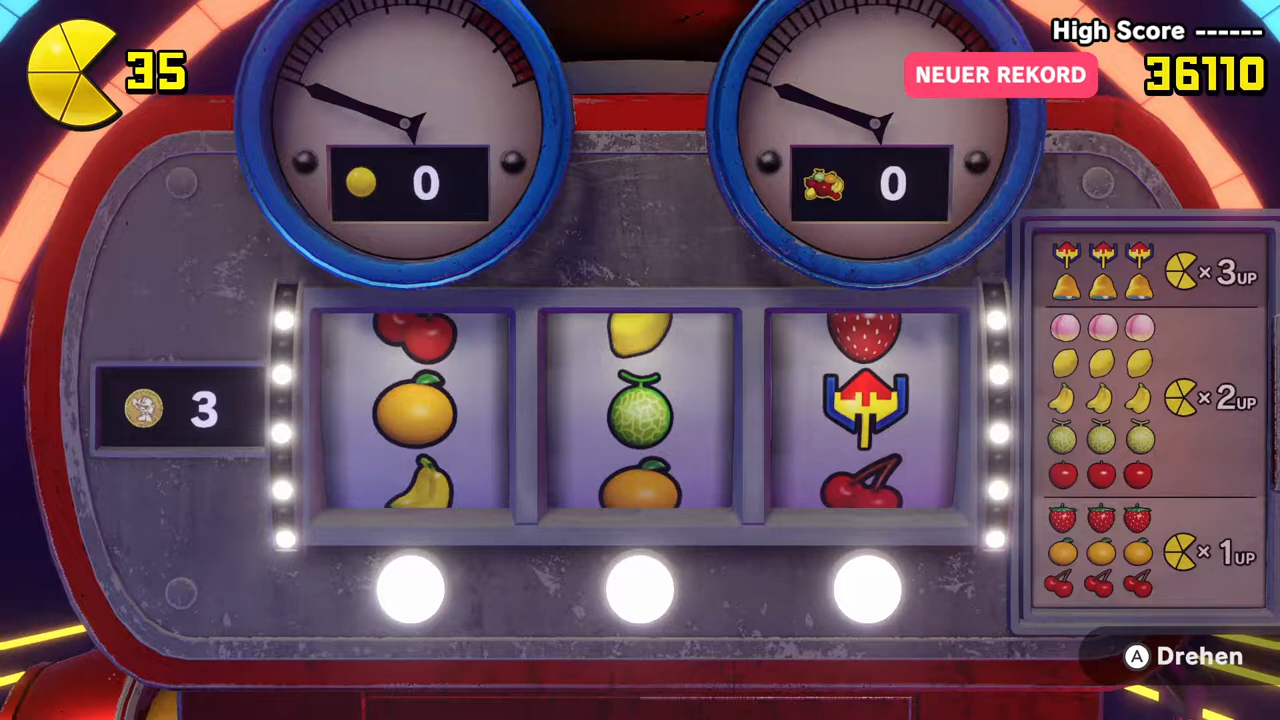 High Score ------
35
NEUER REKORD
36110
0
0
× 3UP
3
× 2UP
× 1UP
A Drehen